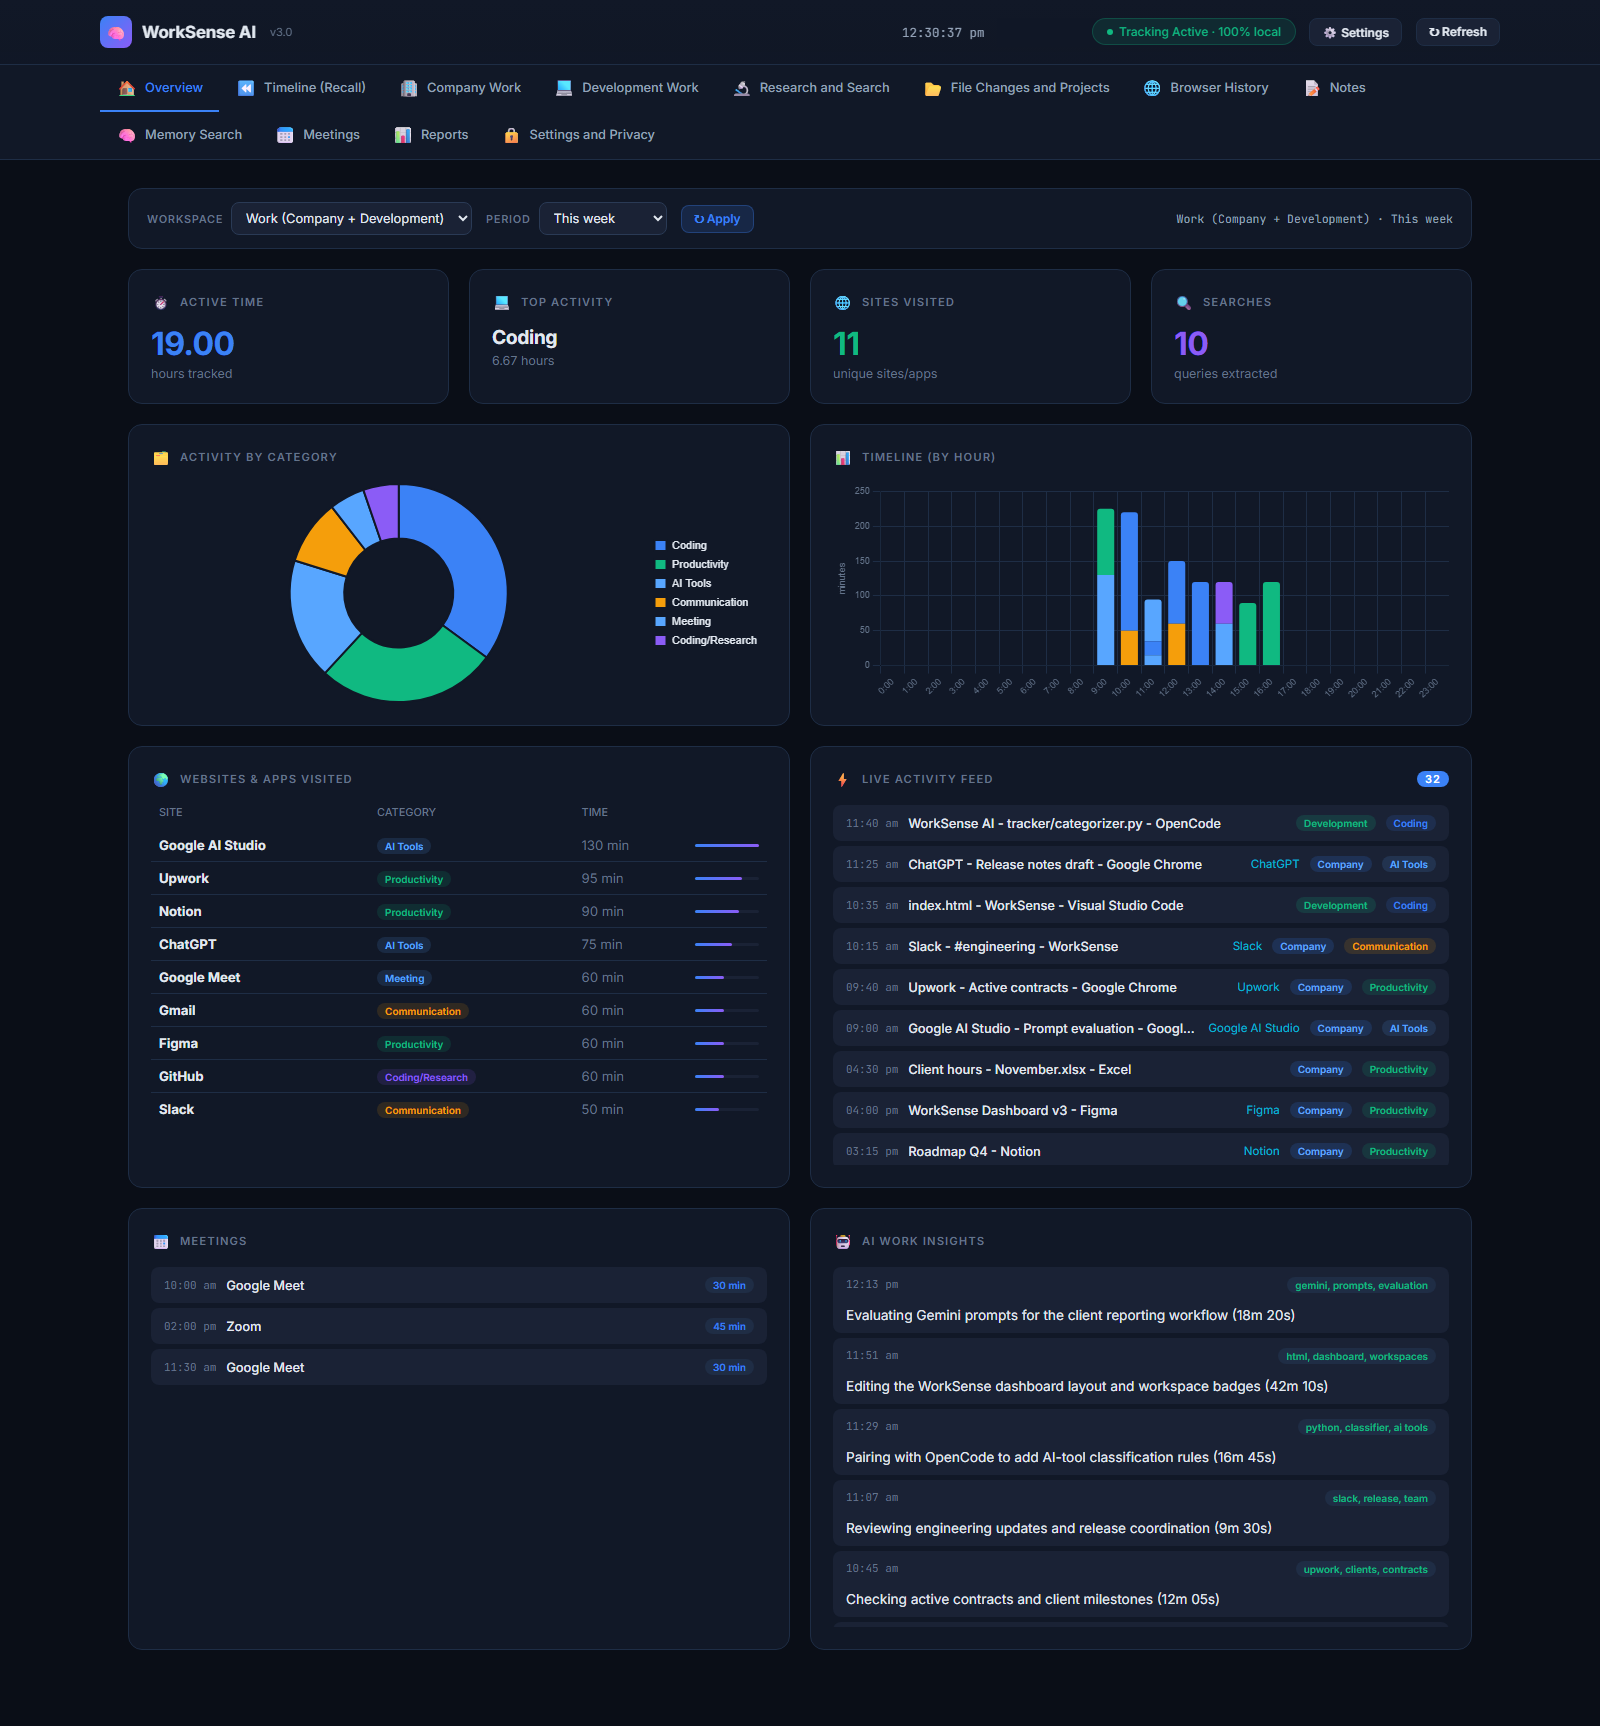 WorkSense AI v3.0
12:30:37 pm
Tracking Active · 100% local
Settings
Refresh
Overview
Timeline (Recall)
Company Work
Development Work
Research and Search
File Changes and Projects
Browser History
Notes
Memory Search
Meetings
Reports
Settings and Privacy
WORKSPACE Work (Company + Development) PERIOD This week Apply
Work (Company + Development) · This week
ACTIVE TIME
19.00
hours tracked
TOP ACTIVITY
Coding
6.67 hours
SITES VISITED
11
unique sites/apps
SEARCHES
10
queries extracted
ACTIVITY BY CATEGORY
Coding
Productivity
AI Tools
Communication
Meeting
Coding/Research
TIMELINE (BY HOUR)
250
200
150
100
50
0
minutes
0:00 1:00 2:00 3:00 4:00 5:00 6:00 7:00 8:00 9:00 10:00 11:00 12:00 13:00 14:00 15:00 16:00 17:00 18:00 19:00 20:00 21:00 22:00 23:00
WEBSITES & APPS VISITED
SITE CATEGORY TIME
Google AI Studio AI Tools 130 min
Upwork Productivity 95 min
Notion Productivity 90 min
ChatGPT AI Tools 75 min
Google Meet Meeting 60 min
Gmail Communication 60 min
Figma Productivity 60 min
GitHub Coding/Research 60 min
Slack Communication 50 min
LIVE ACTIVITY FEED 32
11:40 am WorkSense AI - tracker/categorizer.py - OpenCode Development Coding
11:25 am ChatGPT - Release notes draft - Google Chrome ChatGPT Company AI Tools
10:35 am index.html - WorkSense - Visual Studio Code Development Coding
10:15 am Slack - #engineering - WorkSense Slack Company Communication
09:40 am Upwork - Active contracts - Google Chrome Upwork Company Productivity
09:00 am Google AI Studio - Prompt evaluation - Googl... Google AI Studio Company AI Tools
04:30 pm Client hours - November.xlsx - Excel Company Productivity
04:00 pm WorkSense Dashboard v3 - Figma Figma Company Productivity
03:15 pm Roadmap Q4 - Notion Notion Company Productivity
MEETINGS
10:00 am Google Meet 30 min
02:00 pm Zoom 45 min
11:30 am Google Meet 30 min
AI WORK INSIGHTS
12:13 pm gemini, prompts, evaluation
Evaluating Gemini prompts for the client reporting workflow (18m 20s)
11:51 am html, dashboard, workspaces
Editing the WorkSense dashboard layout and workspace badges (42m 10s)
11:29 am python, classifier, ai tools
Pairing with OpenCode to add AI-tool classification rules (16m 45s)
11:07 am slack, release, team
Reviewing engineering updates and release coordination (9m 30s)
10:45 am upwork, clients, contracts
Checking active contracts and client milestones (12m 05s)